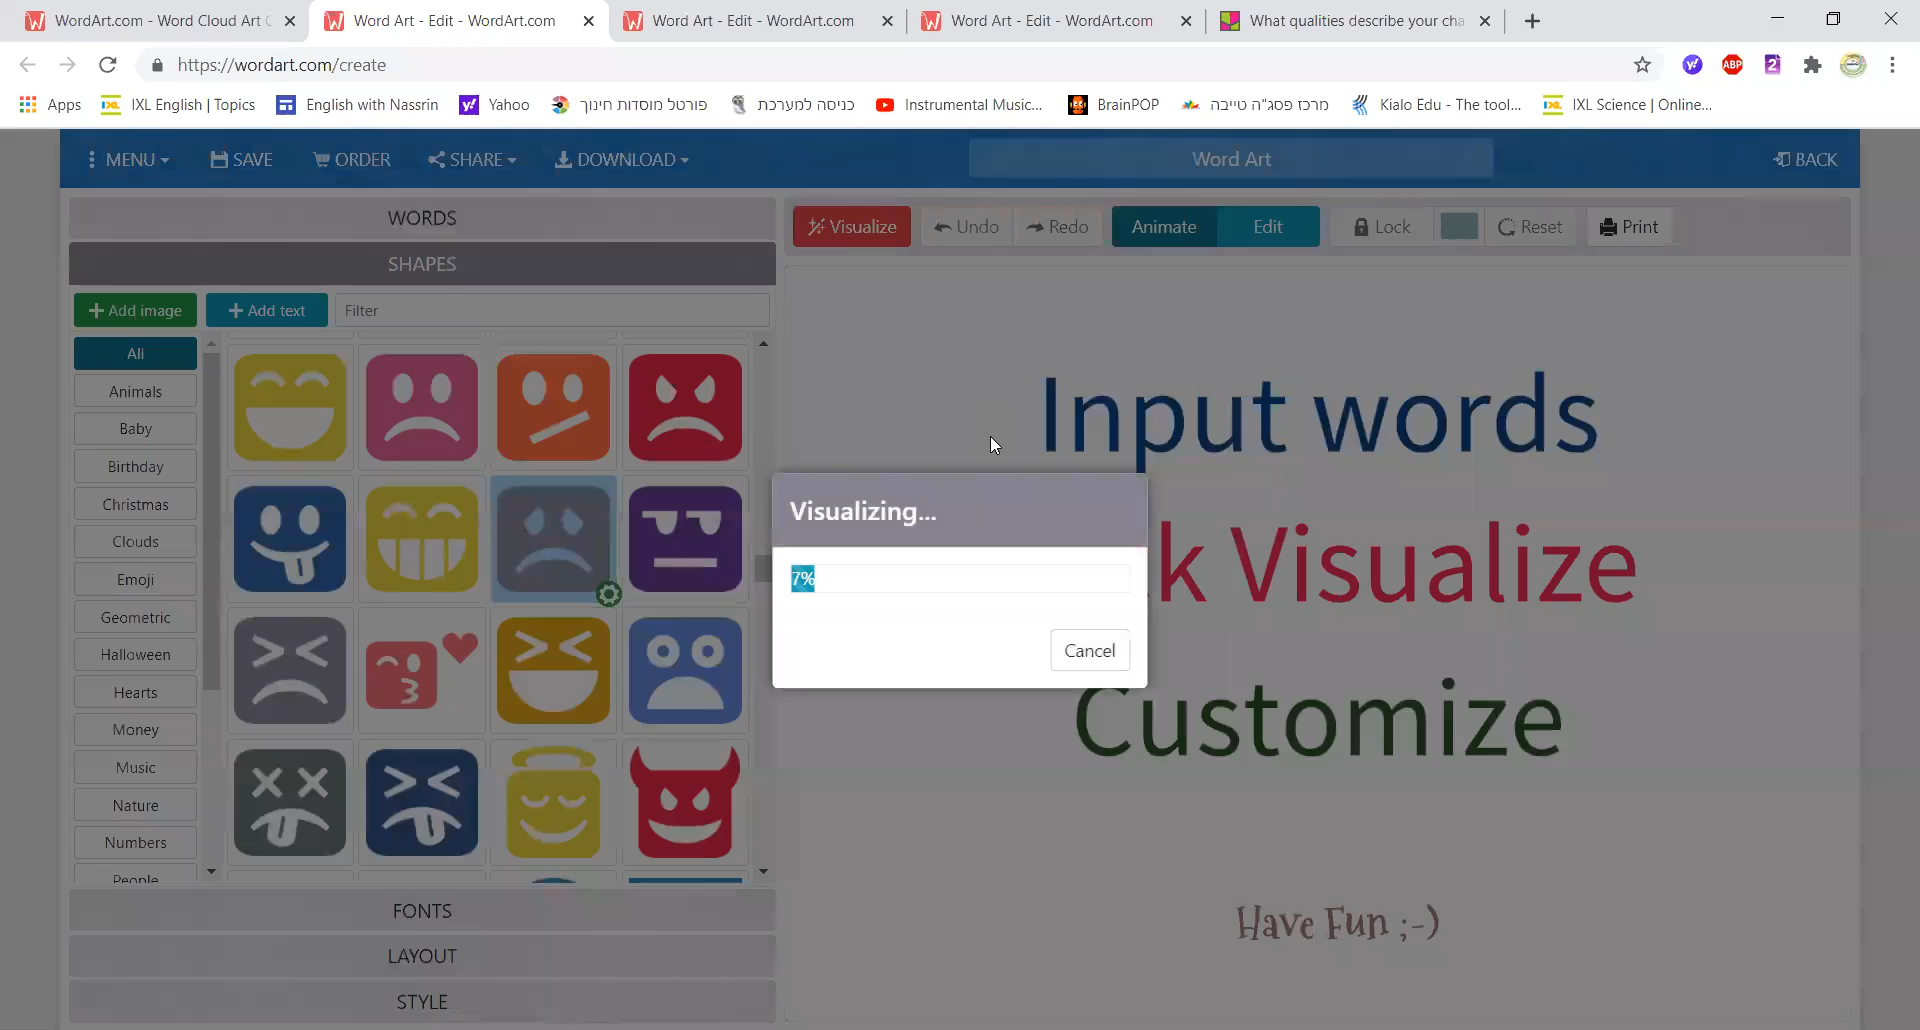 WordArt.com - Word Cloud Art C
Word Art - Edit - WordArt.com
Word Art - Edit - WordArt.com
Word Art - Edit - WordArt.com
What qualities describe your cha
https://wordart.com/create
Apps
IXL English | Topics
English with Nassrin
Yahoo
פורטל מוסדות חינוך
כניסה למערכת
Instrumental Music...
BrainPOP
מרכז פסג"ה טייבה
Kialo Edu - The tool...
IXL Science | Online...
MENU
SAVE
ORDER
SHARE
DOWNLOAD
Word Art
BACK
WORDS
SHAPES
Add image
Add text
Filter
Visualize
Undo
Redo
Animate
Edit
Lock
Reset
Print
All
Animals
Baby
Birthday
Christmas
Clouds
Emoji
Geometric
Halloween
Hearts
Money
Music
Nature
Numbers
People
FONTS
LAYOUT
STYLE
Input words
k Visualize
Customize
Have Fun ;-)
Visualizing...
7%
Cancel